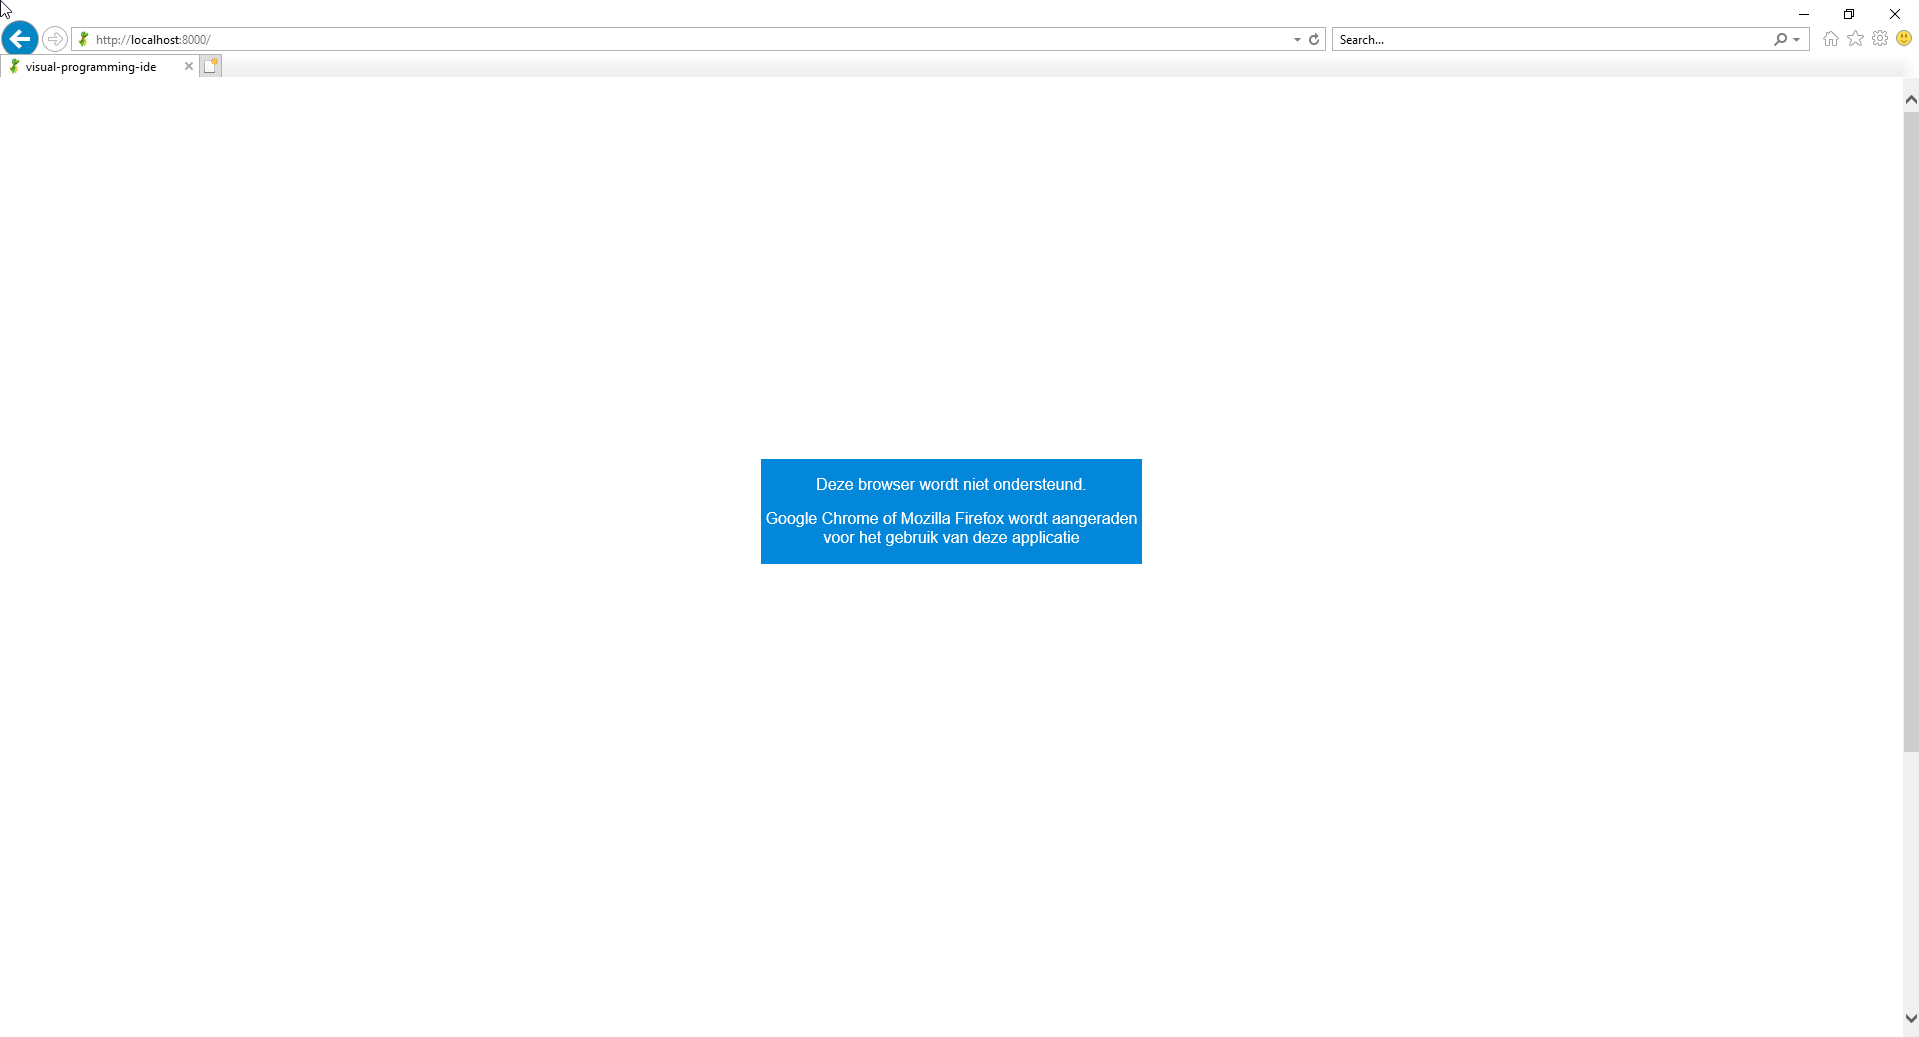 http://localhost:8000/
Search...
visual-programming-ide
Deze browser wordt niet ondersteund.
Google Chrome of Mozilla Firefox wordt aangeraden
voor het gebruik van deze applicatie